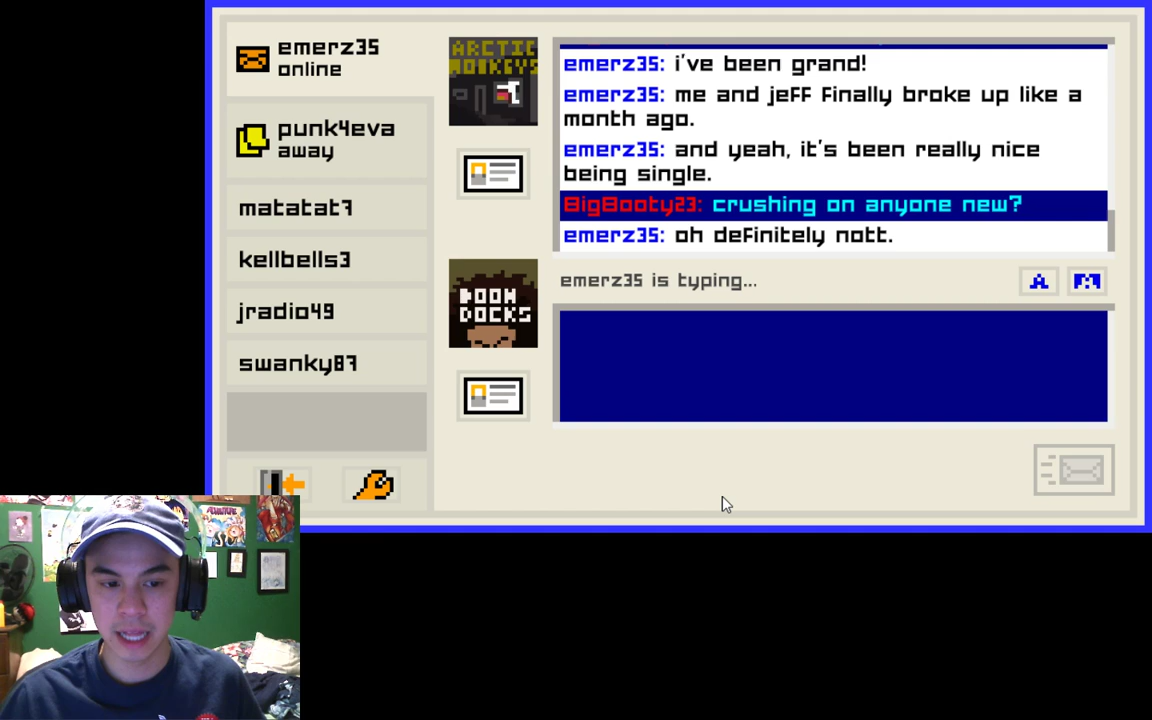 emerz35
online
punk4eva
away
matatat7
kellbells3
jradio49
swanky87
ARCTIC
MONKEYS
BOON
DOCKS
emerz35: i've been grand!
emerz35: me and jeff finally broke up like a
month ago.
emerz35: and yeah, it's been really nice
being single.
BigBooty23: crushing on anyone new?
emerz35: oh definitely nott.
emerz35 is typing...
A